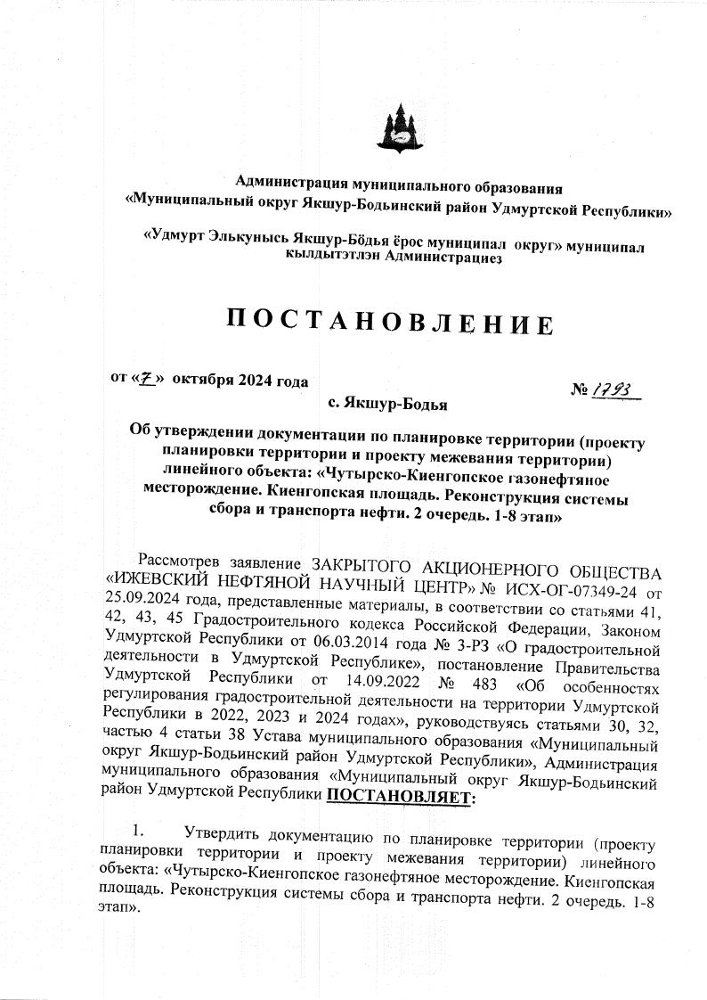 Администрация муниципального образования
«Муниципальный округ Якшур-Бодьинский район Удмуртской Республики»
«Удмурт Элькунысь Якшур-Бӧдья ёрос муниципал округ» муниципал
кылдытэтлэн Администрациез
ПОСТАНОВЛЕНИЕ
от «7» октября 2024 года
№ 1793
с. Якшур-Бодья
Об утверждении документации по планировке территории (проекту
планировки территории и проекту межевания территории)
линейного объекта: «Чутырско-Киенгопское газонефтяное
месторождение. Киенгопская площадь. Реконструкция системы
сбора и транспорта нефти. 2 очередь. 1-8 этап»
Рассмотрев заявление ЗАКРЫТОГО АКЦИОНЕРНОГО ОБЩЕСТВА
«ИЖЕВСКИЙ НЕФТЯНОЙ НАУЧНЫЙ ЦЕНТР» № ИСХ-ОГ-07349-24 от
25.09.2024 года, представленные материалы, в соответствии со статьями 41,
42, 43, 45 Градостроительного кодекса Российской Федерации, Законом
Удмуртской Республики от 06.03.2014 года № 3-РЗ «О градостроительной
деятельности в Удмуртской Республике», постановление Правительства
Удмуртской Республики от 14.09.2022 № 483 «Об особенностях
регулирования градостроительной деятельности на территории Удмуртской
Республики в 2022, 2023 и 2024 годах», руководствуясь статьями 30, 32,
частью 4 статьи 38 Устава муниципального образования «Муниципальный
округ Якшур-Бодьинский район Удмуртской Республики», Администрация
муниципального образования «Муниципальный округ Якшур-Бодьинский
район Удмуртской Республики ПОСТАНОВЛЯЕТ:
1. Утвердить документацию по планировке территории (проекту
планировки территории и проекту межевания территории) линейного
объекта: «Чутырско-Киенгопское газонефтяное месторождение. Киенгопская
площадь. Реконструкция системы сбора и транспорта нефти. 2 очередь. 1-8
этап».